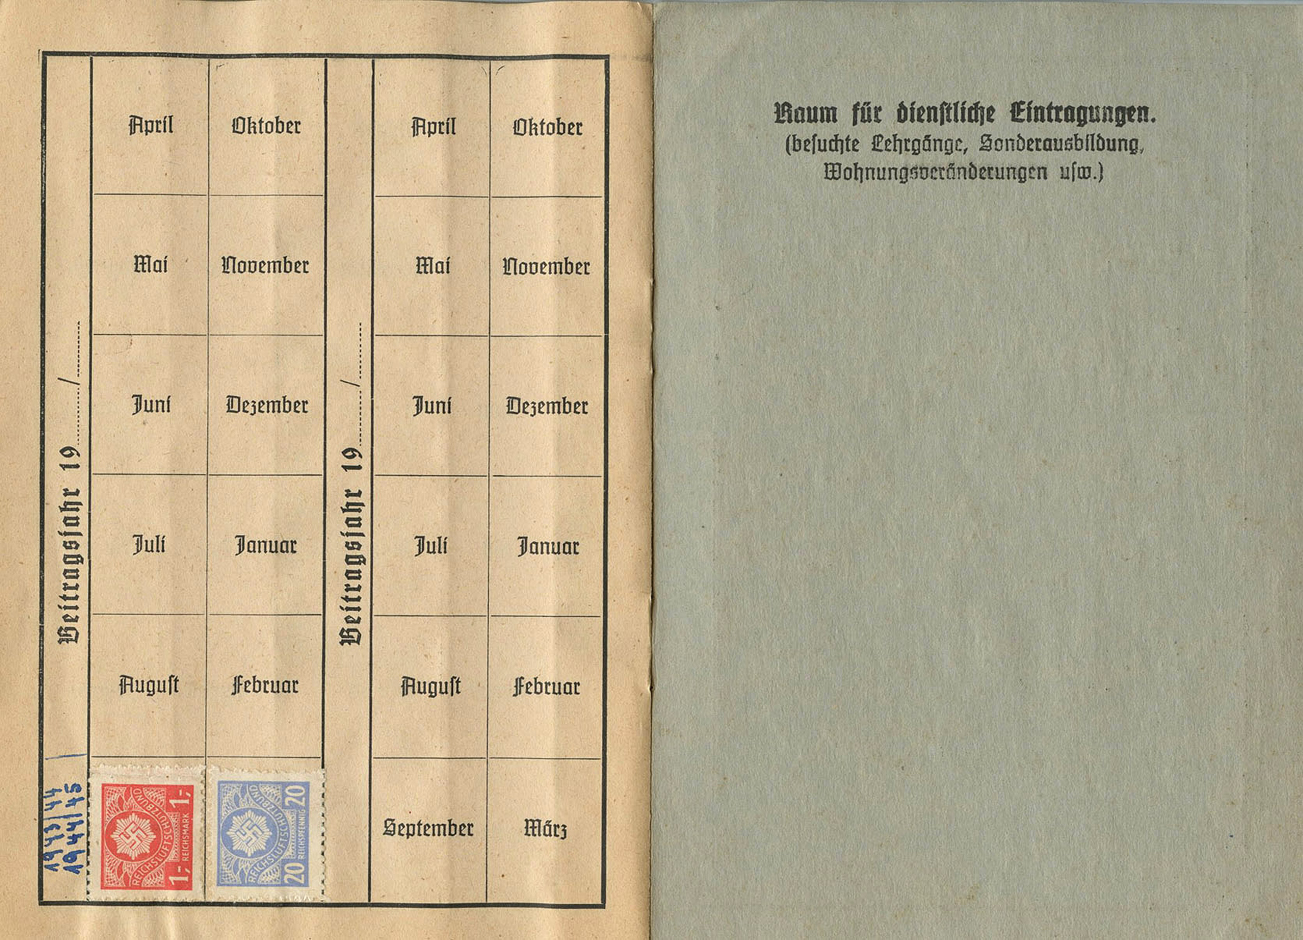 Beitragsjahr 19........./.........
April
Oktober
Mai
November
Juni
Dezember
Juli
Januar
August
Februar
1943/44
1944/45
1,- REICHSMARK 1,-
REICHSLUFTSCHUTZBUND
20 REICHSPFENNIG 20
REICHSLUFTSCHUTZBUND
Beitragsjahr 19........./.........
April
Oktober
Mai
November
Juni
Dezember
Juli
Januar
August
Februar
September
März
Raum für dienstliche Eintragungen.
(besuchte Lehrgänge, Sonderausbildung,
Wohnungsveränderungen usw.)